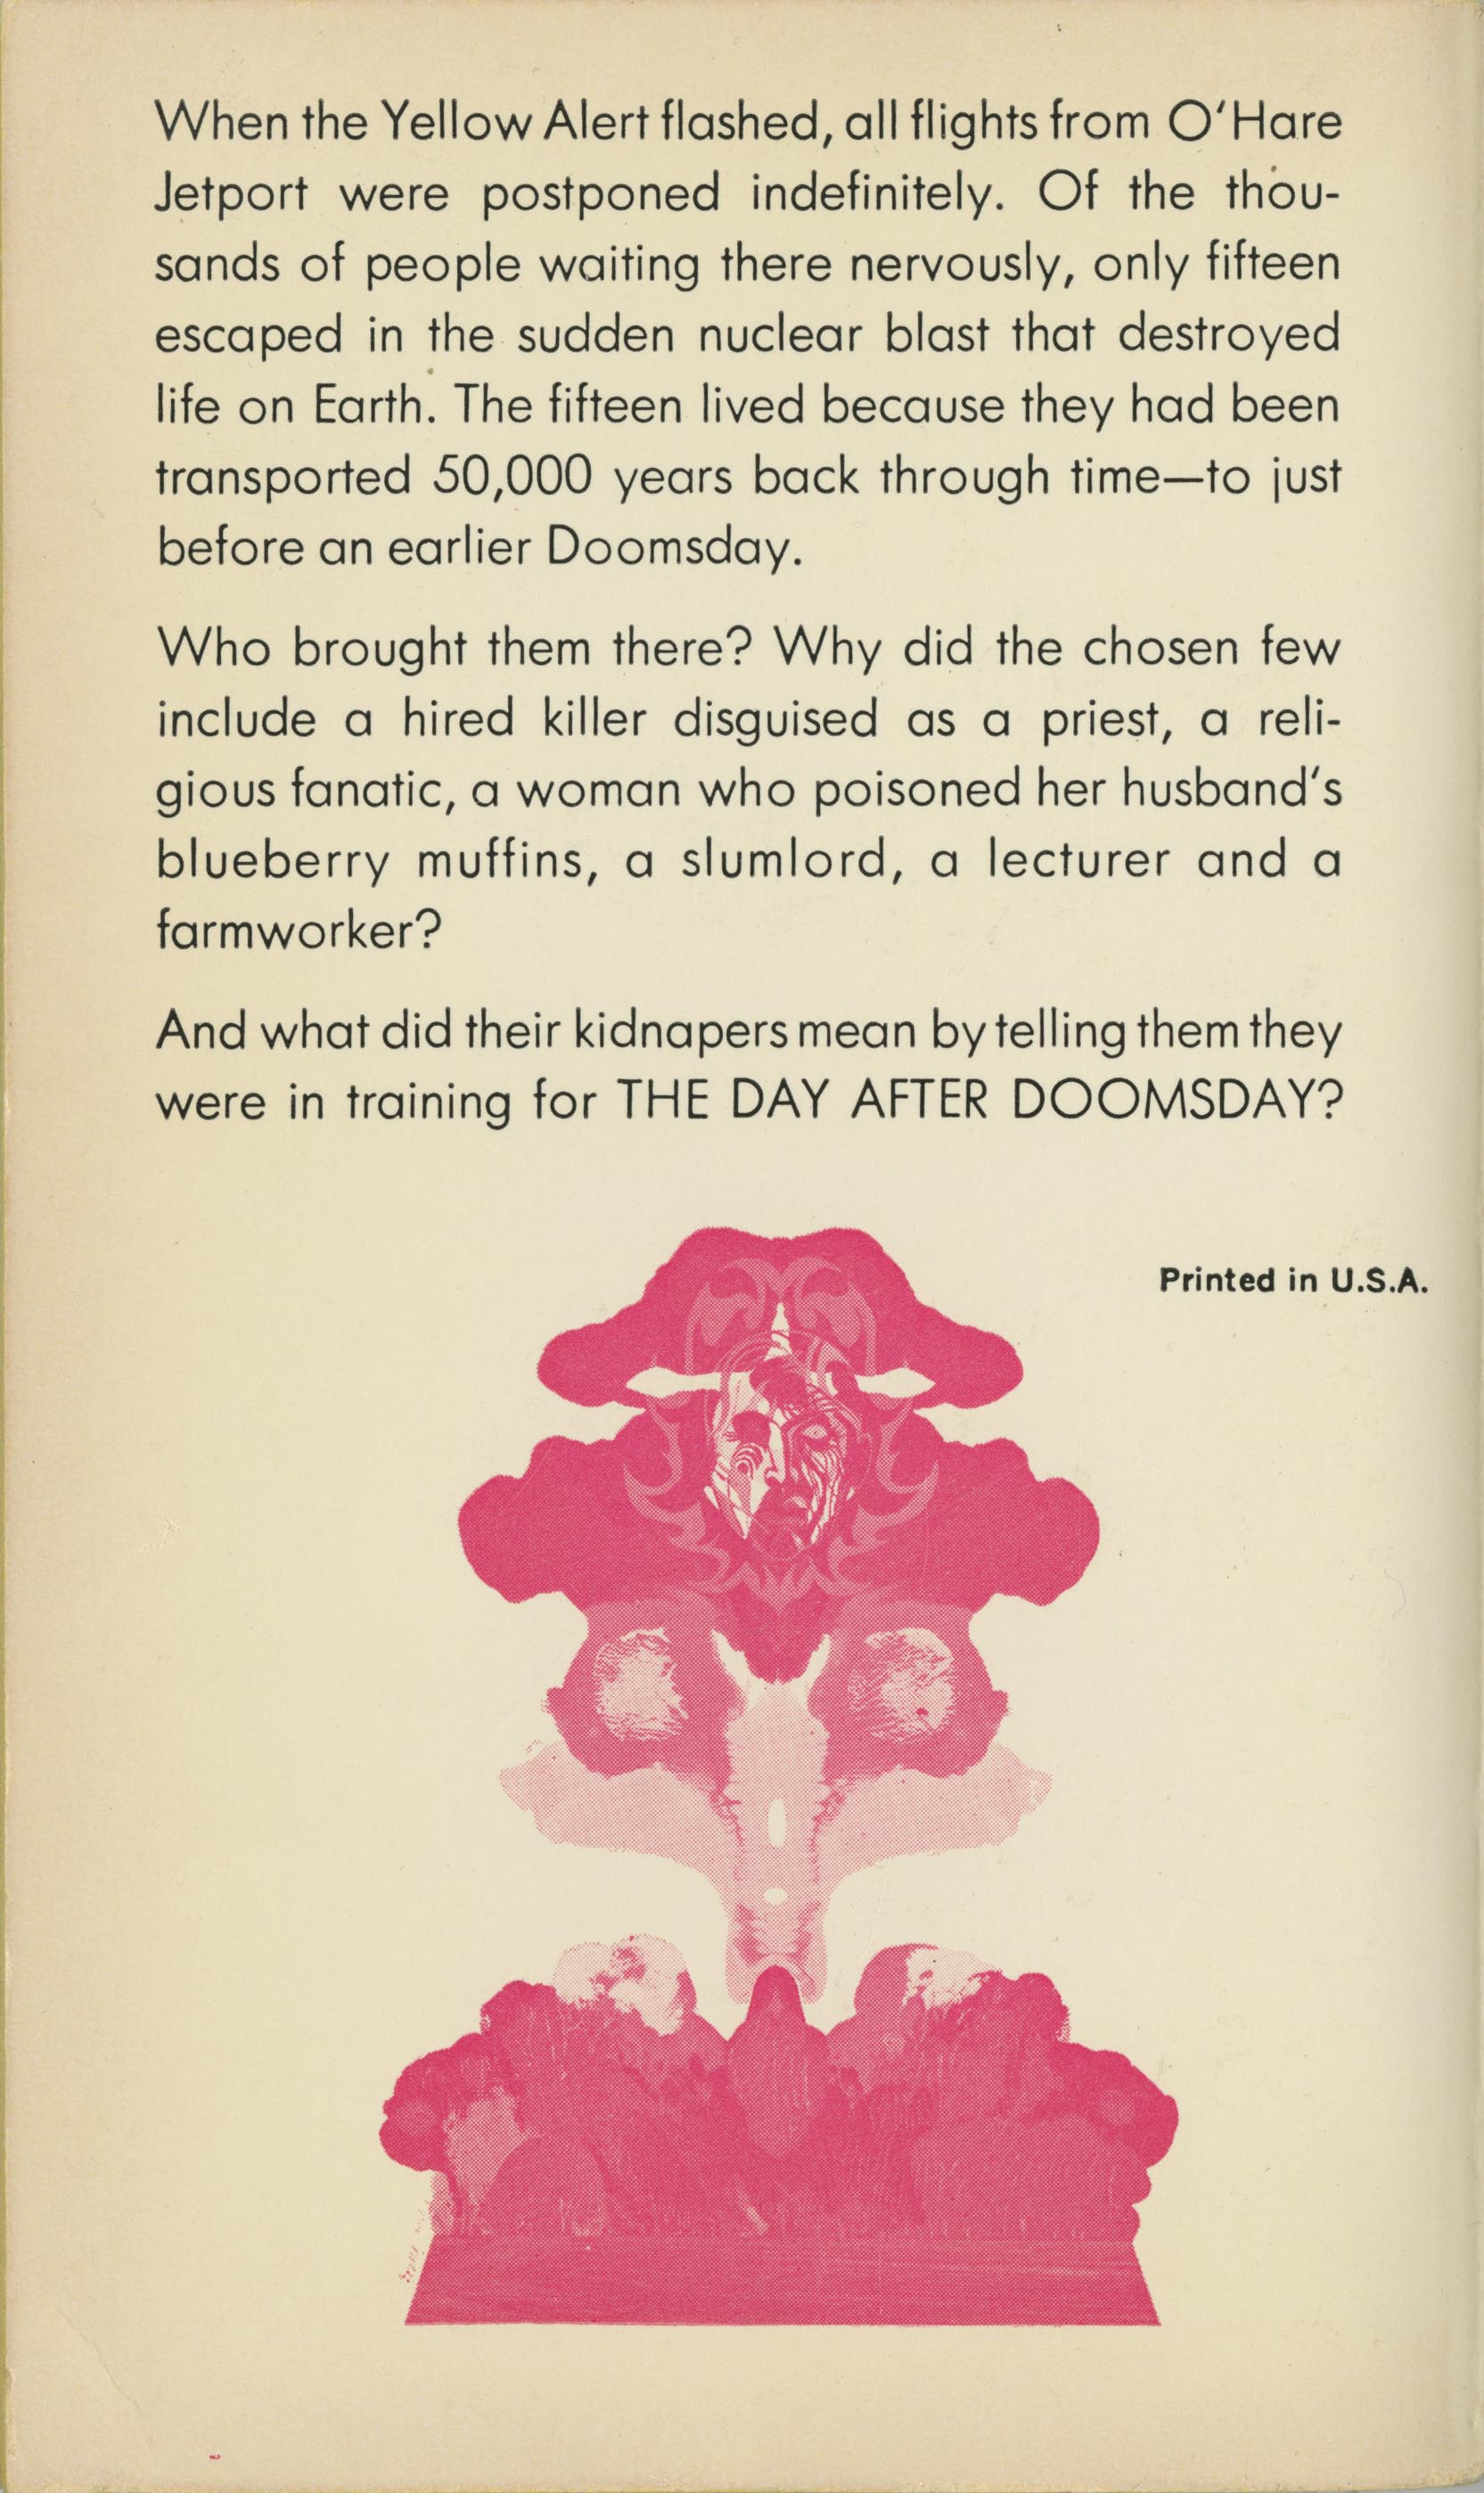 When the Yellow Alert flashed, all flights from O'Hare
Jetport were postponed indefinitely. Of the thou-
sands of people waiting there nervously, only fifteen
escaped in the sudden nuclear blast that destroyed
life on Earth. The fifteen lived because they had been
transported 50,000 years back through time—to just
before an earlier Doomsday.
Who brought them there? Why did the chosen few
include a hired killer disguised as a priest, a reli-
gious fanatic, a woman who poisoned her husband's
blueberry muffins, a slumlord, a lecturer and a
farmworker?
And what did their kidnapers mean by telling them they
were in training for THE DAY AFTER DOOMSDAY?
Printed in U.S.A.